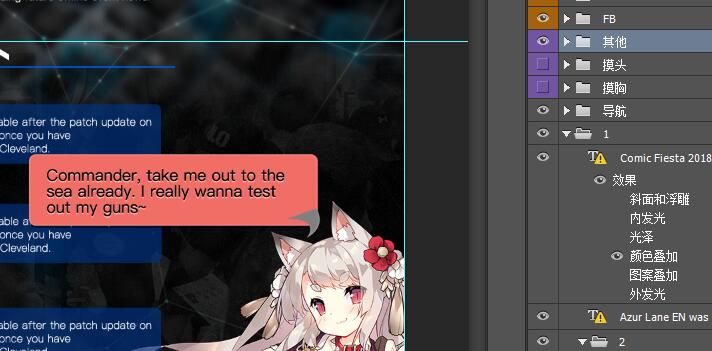 able after the patch update on
once you have
Cleveland.
Commander, take me out to the
sea already. I really wanna test
out my guns~
once you have
Cleveland.
able after the patch update on
once you have
FB
其他
摸头
摸胸
导航
1
Comic Fiesta 2018
效果
斜面和浮雕
内发光
光泽
颜色叠加
图案叠加
外发光
Azur Lane EN was
2